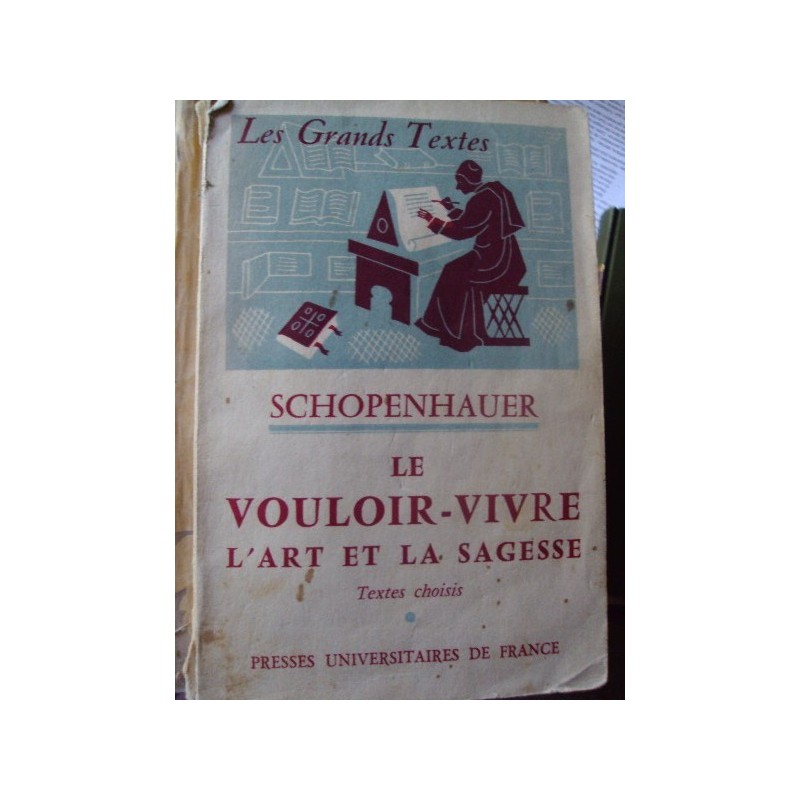 Les Grands Textes
SCHOPENHAUER
LE
VOULOIR-VIVRE
L'ART ET LA SAGESSE
Textes choisis
PRESSES UNIVERSITAIRES DE FRANCE